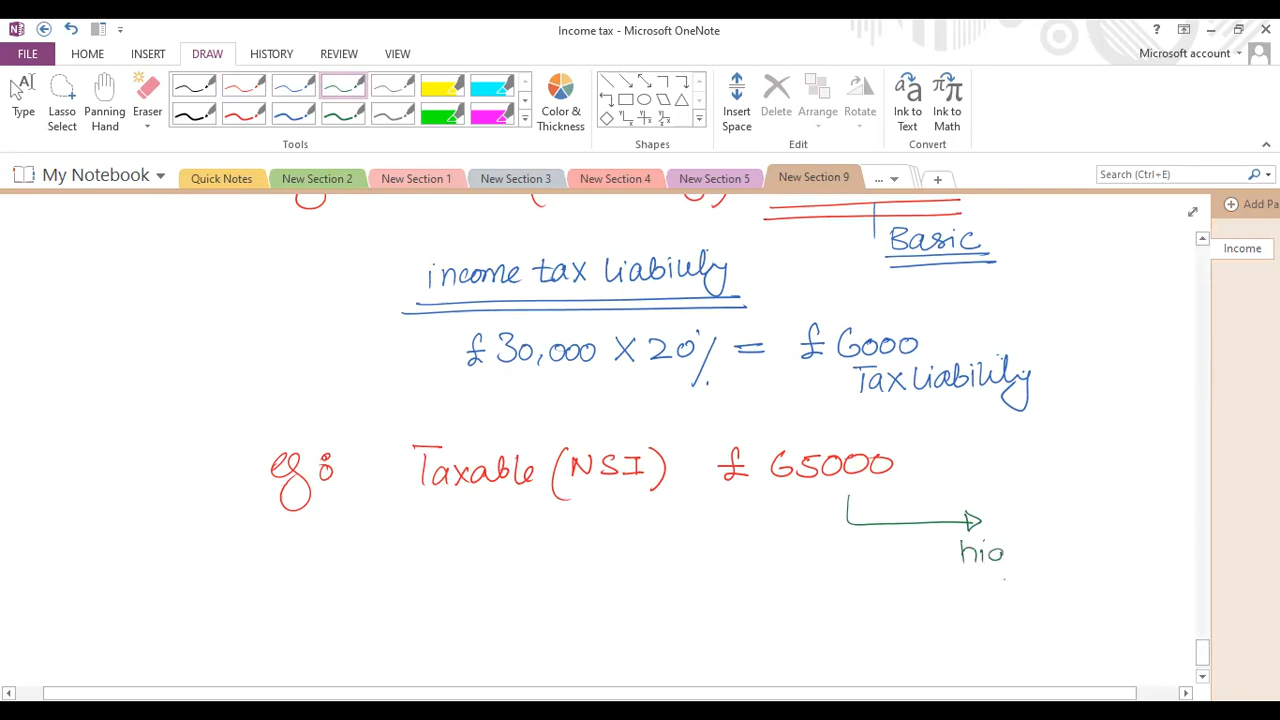 Income tax - Microsoft OneNote
FILE HOME INSERT DRAW HISTORY REVIEW VIEW
Microsoft account
Type
Lasso Select
Panning Hand
Eraser
Color & Thickness
Insert Space
Delete
Arrange
Rotate
Ink to Text
Ink to Math
Tools
Shapes
Edit
Convert
My Notebook
Quick Notes
New Section 2
New Section 1
New Section 3
New Section 4
New Section 5
New Section 9
...
Search (Ctrl+E)
Add Pa
Income
Basic
income tax liability
£30,000 X 20% = £6000
Tax liability
eg: Taxable (NSI) £ 65000
hig